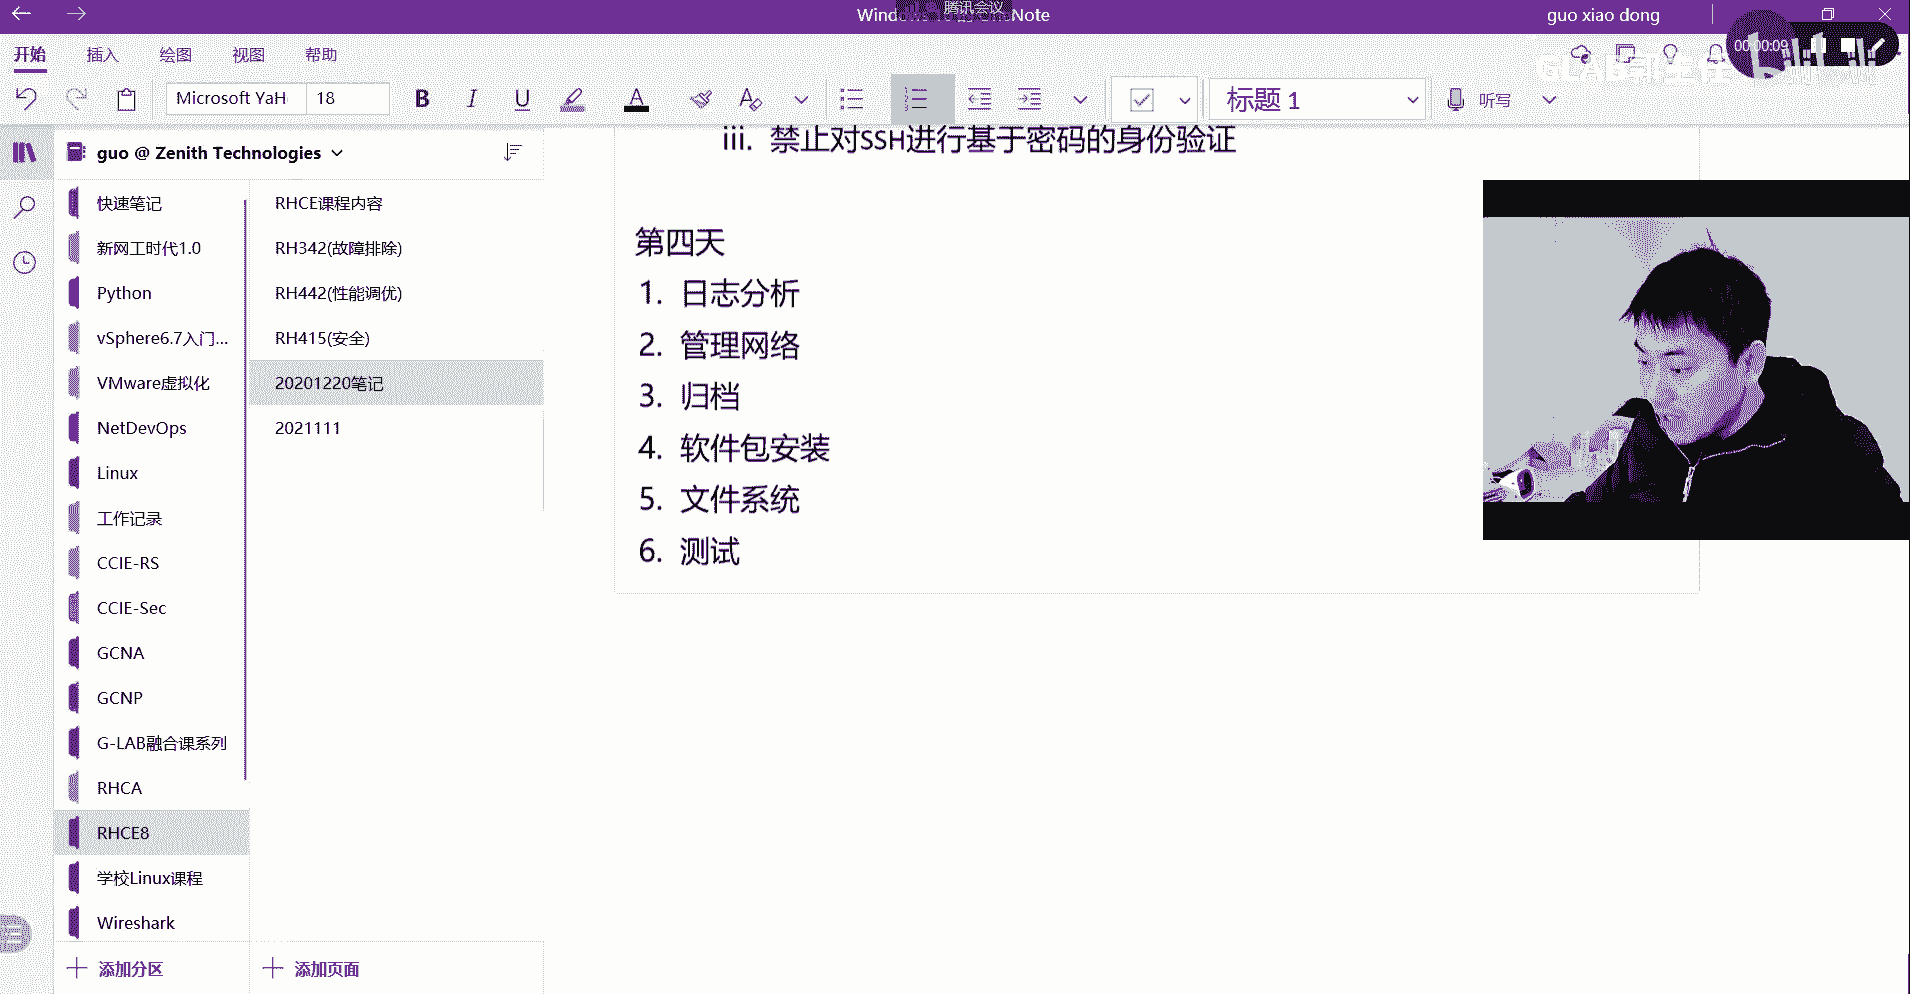 Wind
腾讯会议
Note
guo xiao dong
开始
插入
绘图
视图
帮助
00:00:09
GLAB郭主任
Microsoft YaH
18
B
I
U
A
标题 1
听写
guo @ Zenith Technologies
快速笔记
新网工时代1.0
Python
vSphere6.7入门...
VMware虚拟化
NetDevOps
Linux
工作记录
CCIE-RS
CCIE-Sec
GCNA
GCNP
G-LAB融合课系列
RHCA
RHCE8
学校Linux课程
Wireshark
添加分区
RHCE课程内容
RH342(故障排除)
RH442(性能调优)
RH415(安全)
20201220笔记
2021111
添加页面
iii. 禁止对SSH进行基于密码的身份验证
第四天
1. 日志分析
2. 管理网络
3. 归档
4. 软件包安装
5. 文件系统
6. 测试